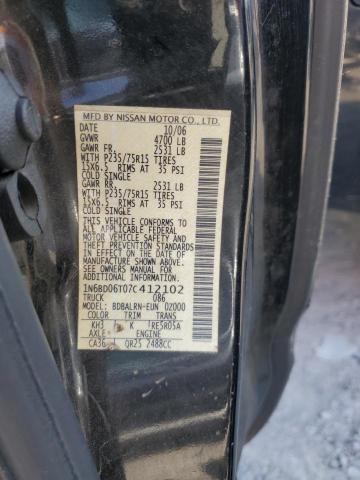 MFD BY NISSAN MOTOR CO., LTD.
DATE 10/06
GVWR 4700 LB
GAWR FR. 2531 LB
WITH P235/75R15 TIRES
15X6.5 RIMS AT 35 PSI
COLD SINGLE
GAWR RR. 2531 LB
WITH P235/75R15 TIRES
15X6.5 RIMS AT 35 PSI
COLD SINGLE
THIS VEHICLE CONFORMS TO
ALL APPLICABLE FEDERAL
MOTOR VEHICLE SAFETY AND
THEFT PREVENTION STANDARDS
IN EFFECT ON THE DATE OF
MANUFACTURE SHOWN ABOVE.
SEE OWNER'S MANUAL FOR
ADDITIONAL INFORMATION
1N6BD06T07C412102
TRUCK 086
MODEL BDBALRN-EUN 02000
COLOR TRIM TRANS
KH3 K RE5R05A
AXLE ENGINE
CA36 QR25 2488CC